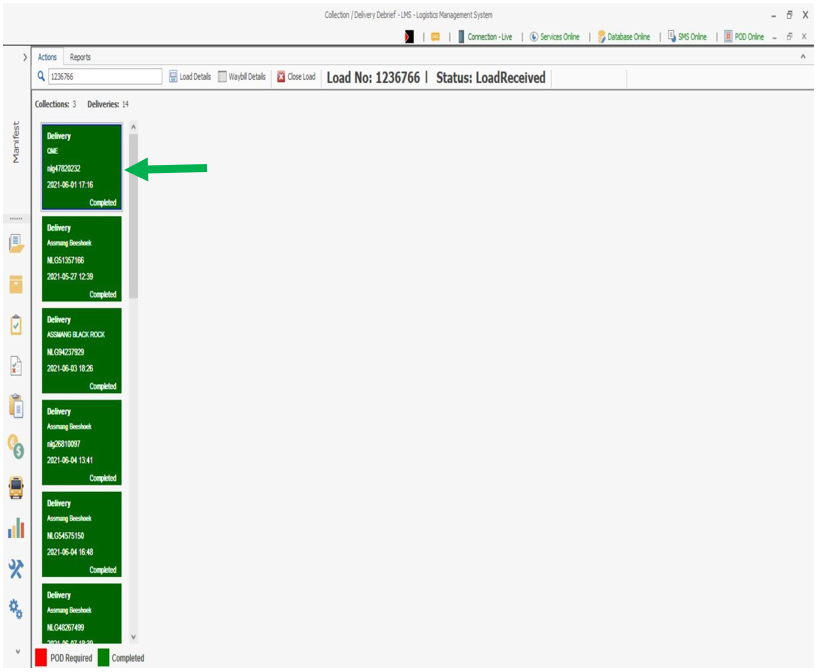 Collection / Delivery Debrief - LMS - Logistics Management System
Connection - Live | Services Online | Database Online | SMS Online | POD Online
Actions Reports
1236766 Load Details Waybill Details Close Load Load No: 1236766 | Status: LoadReceived
Collections: 3 Deliveries: 14
Manifest
Delivery
OME
nlg47820232
2021-06-01 17:16
Completed
Delivery
Assmang Beeshoek
NLG51357166
2021-05-27 12:39
Completed
Delivery
ASSMANG BLACK ROCK
NLG94237929
2021-06-03 18:26
Completed
Delivery
Assmang Beeshoek
nlg26810097
2021-06-04 13:41
Completed
Delivery
Assmang Beeshoek
NLG54575150
2021-06-04 16:48
Completed
Delivery
Assmang Beeshoek
NLG48267499
POD Required Completed